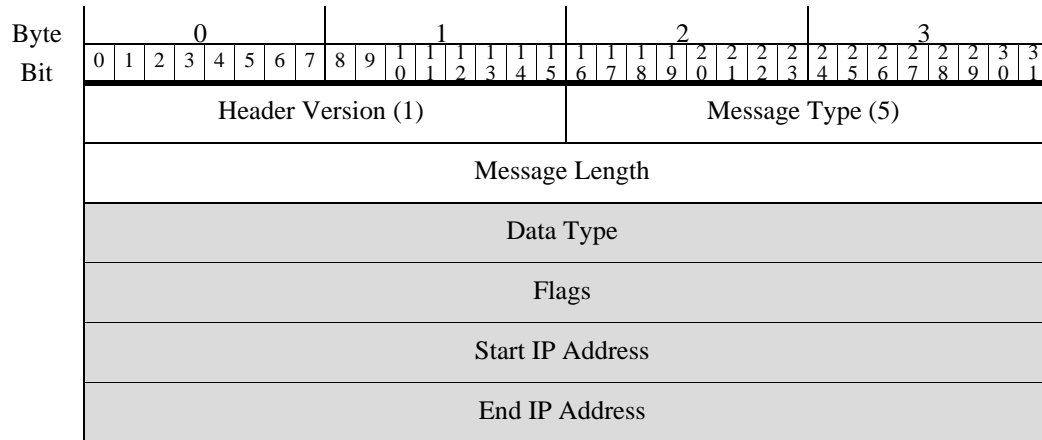 Byte 0 1 2 3
Bit 0 1 2 3 4 5 6 7 8 9 10 11 12 13 14 15 16 17 18 19 20 21 22 23 24 25 26 27 28 29 30 31
Header Version (1) Message Type (5)
Message Length
Data Type
Flags
Start IP Address
End IP Address